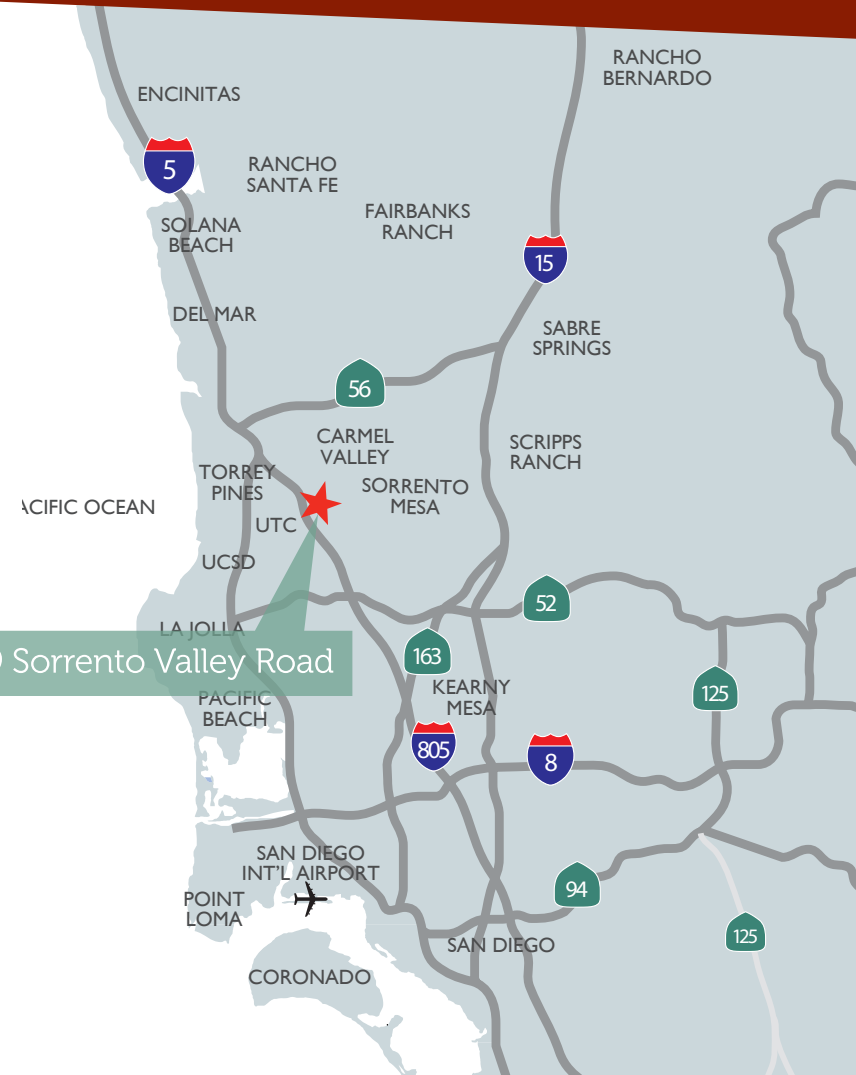 RANCHO
BERNARDO
ENCINITAS
5
RANCHO
SANTA FE
FAIRBANKS
RANCH
SOLANA
BEACH
15
DEL MAR
SABRE
SPRINGS
56
CARMEL
VALLEY
SCRIPPS
RANCH
TORREY
PINES
SORRENTO
MESA
ACIFIC OCEAN
UTC
UCSD
52
LA JOLLA
163
Sorrento Valley Road
KEARNY
MESA
125
PACIFIC
BEACH
805
8
SAN DIEGO
INT'L AIRPORT
94
POINT
LOMA
125
SAN DIEGO
CORONADO